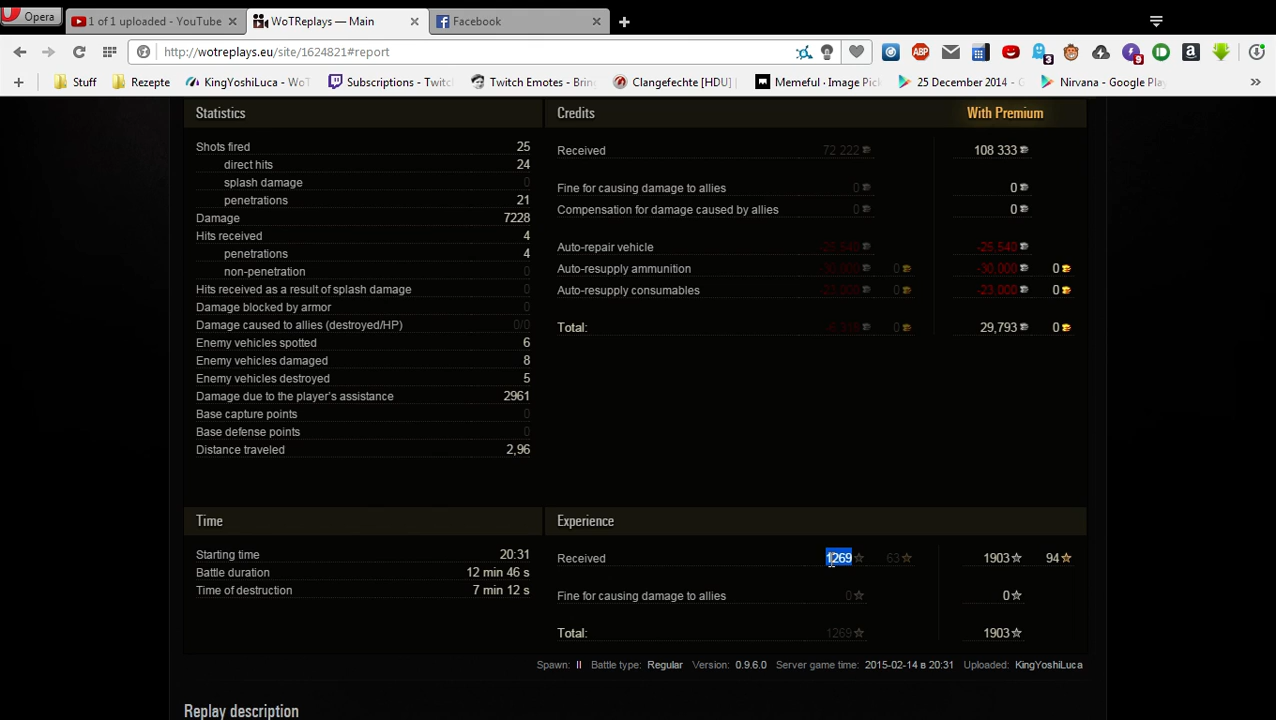 Opera
1 of 1 uploaded - YouTube
WoTReplays — Main
Facebook
http://wotreplays.eu/site/1624821#report
ABP
3
9
a
Stuff
Rezepte
KingYoshiLuca — WoT
Subscriptions - Twitc
Twitch Emotes – Brin
Clangefechte [HDU]
Memeful - Image Pick
25 December 2014 - G
Nirvana - Google Play
Statistics
Credits
With Premium
Shots fired 25
direct hits 24
splash damage 0
penetrations 21
Damage 7228
Hits received 4
penetrations 4
non-penetration 0
Hits received as a result of splash damage 0
Damage blocked by armor 0
Damage caused to allies (destroyed/HP) 0/0
Enemy vehicles spotted 6
Enemy vehicles damaged 8
Enemy vehicles destroyed 5
Damage due to the player's assistance 2961
Base capture points 0
Base defense points 0
Distance traveled 2,96
Received 72 222 108 333
Fine for causing damage to allies 0 0
Compensation for damage caused by allies 0 0
Auto-repair vehicle -26,540 -26,540
Auto-resupply ammunition -30,000 0 -30,000 0
Auto-resupply consumables -23,000 0 -23,000 0
Total: 0 29,793 0
Time
Experience
Starting time 20:31
Battle duration 12 min 46 s
Time of destruction 7 min 12 s
Received 1269 63 1903 94
Fine for causing damage to allies 0 0
Total: 1269 1903
Spawn: II Battle type: Regular Version: 0.9.6.0 Server game time: 2015-02-14 в 20:31 Uploaded: KingYoshiLuca
Replay description